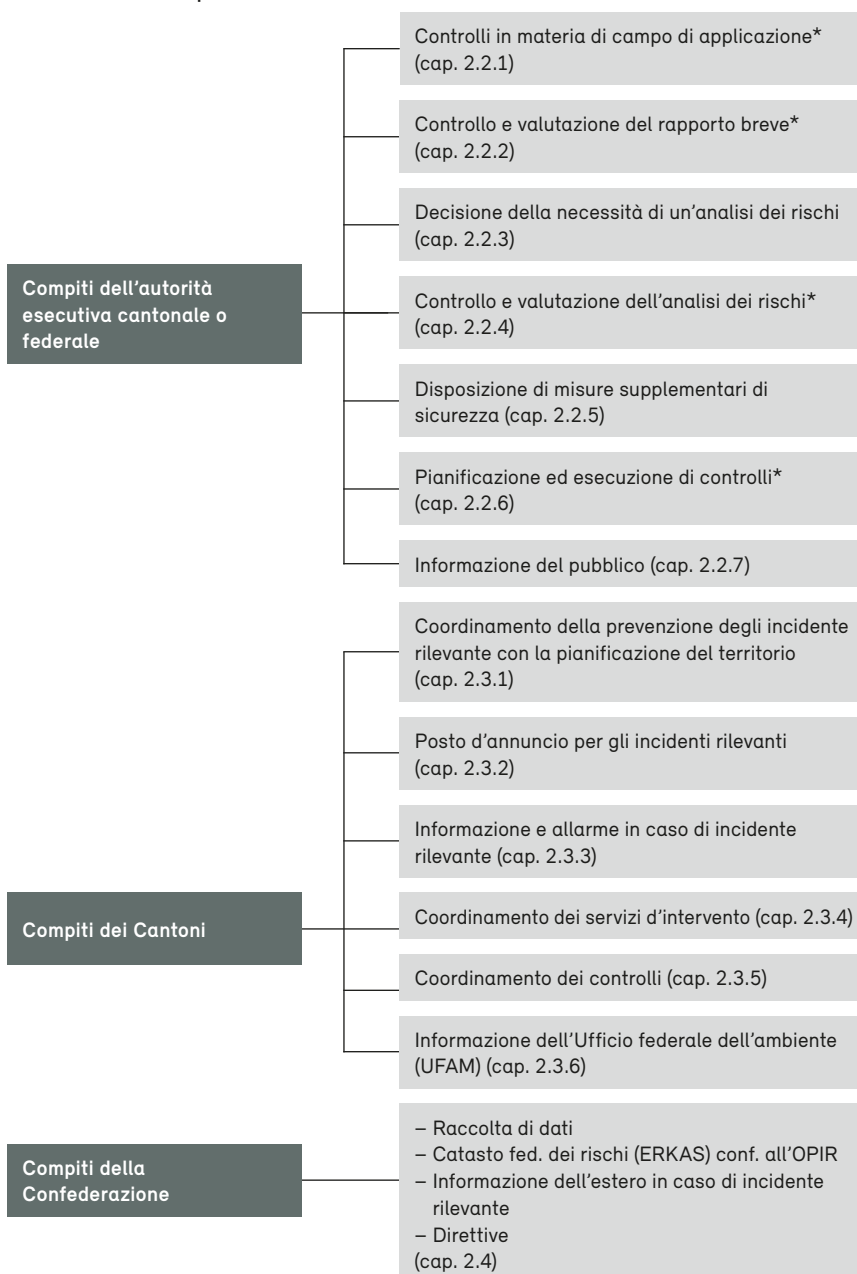 Controlli in materia di campo di applicazione*
(cap. 2.2.1)
Controllo e valutazione del rapporto breve*
(cap. 2.2.2)
Decisione della necessità di un’analisi dei rischi
(cap. 2.2.3)
Compiti dell’autorità
esecutiva cantonale o
federale
Controllo e valutazione dell’analisi dei rischi*
(cap. 2.2.4)
Disposizione di misure supplementari di
sicurezza (cap. 2.2.5)
Pianificazione ed esecuzione di controlli*
(cap. 2.2.6)
Informazione del pubblico (cap. 2.2.7)
Coordinamento della prevenzione degli incidente
rilevante con la pianificazione del territorio
(cap. 2.3.1)
Posto d’annuncio per gli incidenti rilevanti
(cap. 2.3.2)
Informazione e allarme in caso di incidente
rilevante (cap. 2.3.3)
Compiti dei Cantoni
Coordinamento dei servizi d’intervento (cap. 2.3.4)
Coordinamento dei controlli (cap. 2.3.5)
Informazione dell’Ufficio federale dell’ambiente
(UFAM) (cap. 2.3.6)
Compiti della
Confederazione
– Raccolta di dati
– Catasto fed. dei rischi (ERKAS) conf. all’OPIR
– Informazione dell’estero in caso di incidente
rilevante
– Direttive
(cap. 2.4)